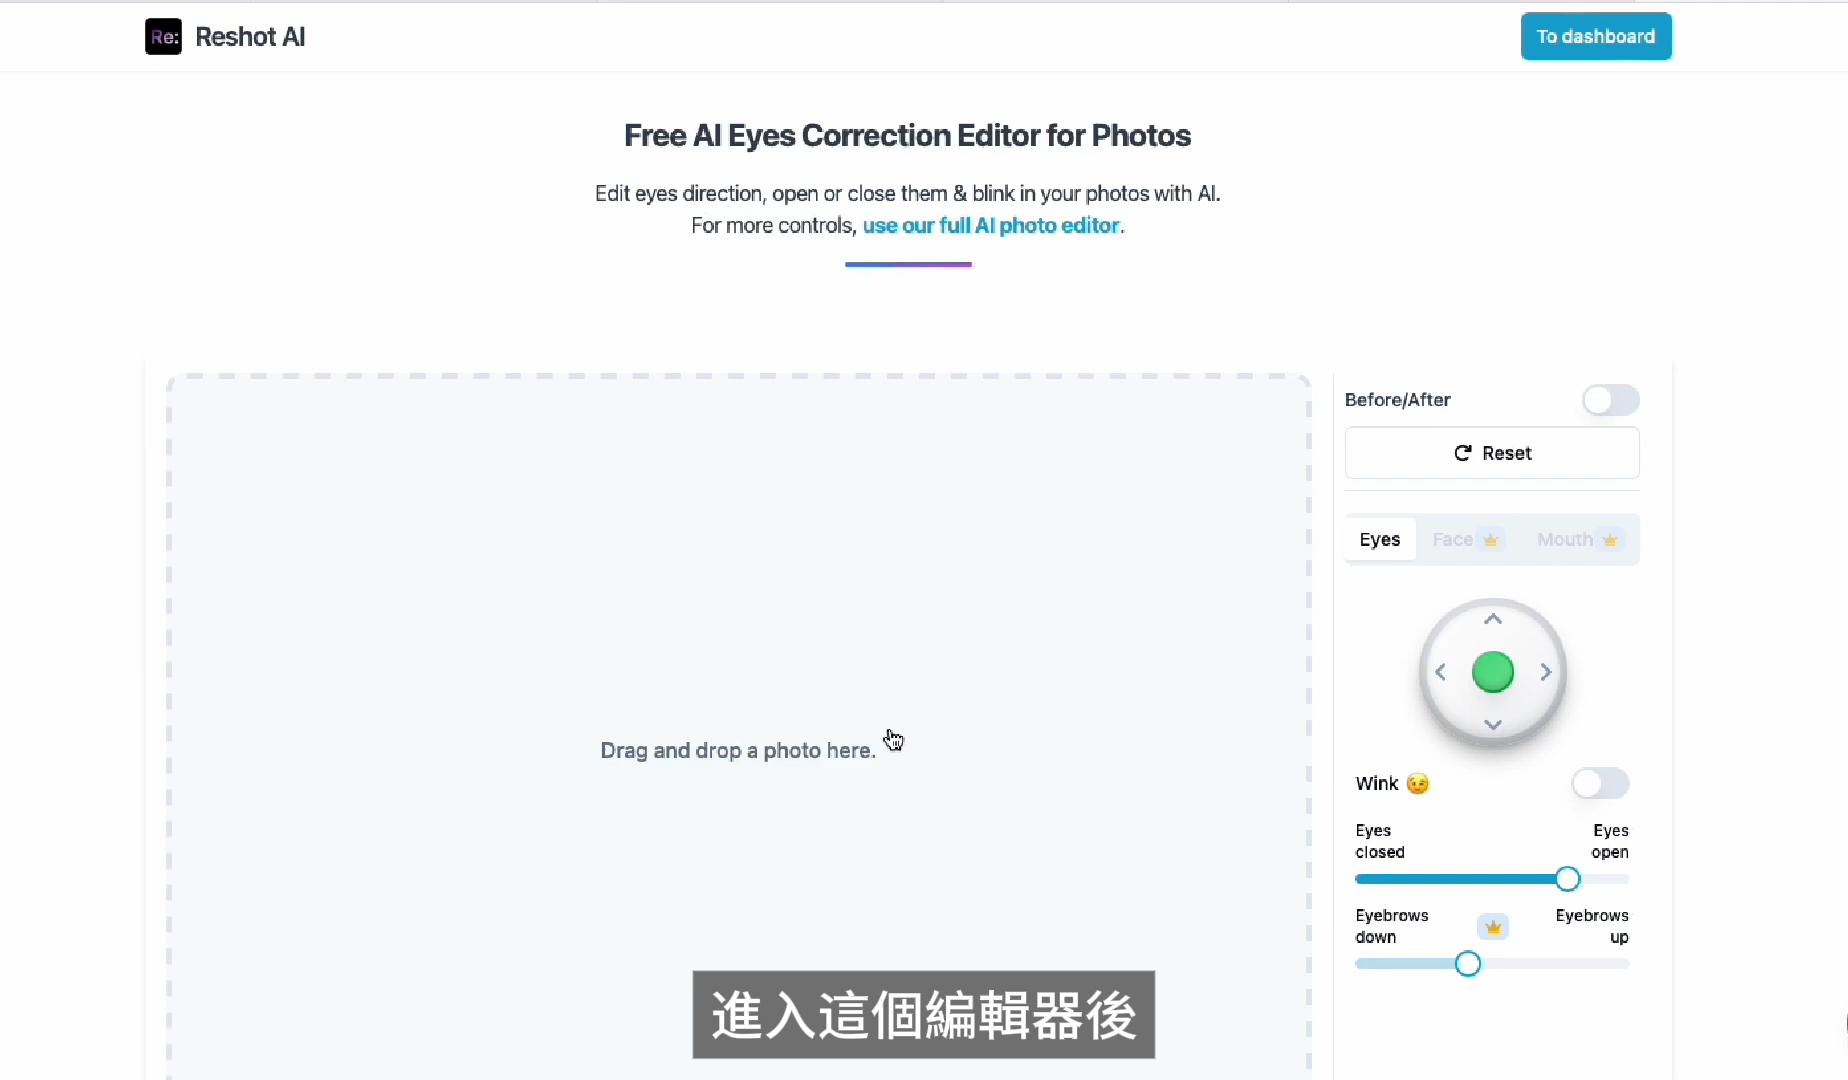 Re: Reshot AI
To dashboard
Free AI Eyes Correction Editor for Photos
Edit eyes direction, open or close them & blink in your photos with AI.
For more controls, use our full AI photo editor.
Before/After
Reset
Eyes Face Mouth
Drag and drop a photo here.
Wink 😉
Eyes closed
Eyes open
Eyebrows down
Eyebrows up
進入這個編輯器後